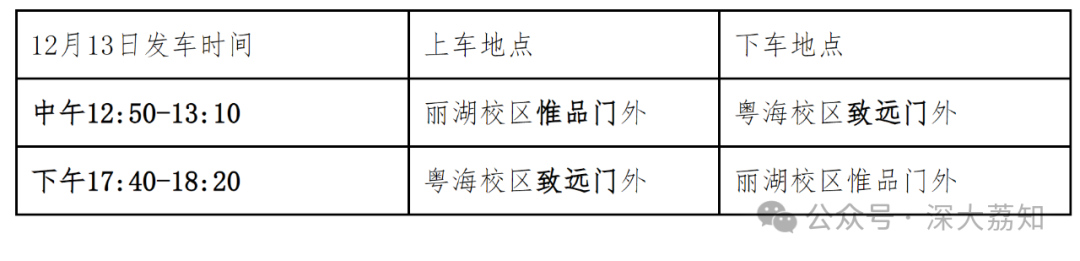 12月13日发车时间 上车地点 下车地点
中午12:50-13:10 丽湖校区惟品门外 粤海校区致远门外
下午17:40-18:20 粤海校区致远门外 丽湖校区惟品门外
公众号·深大荔知